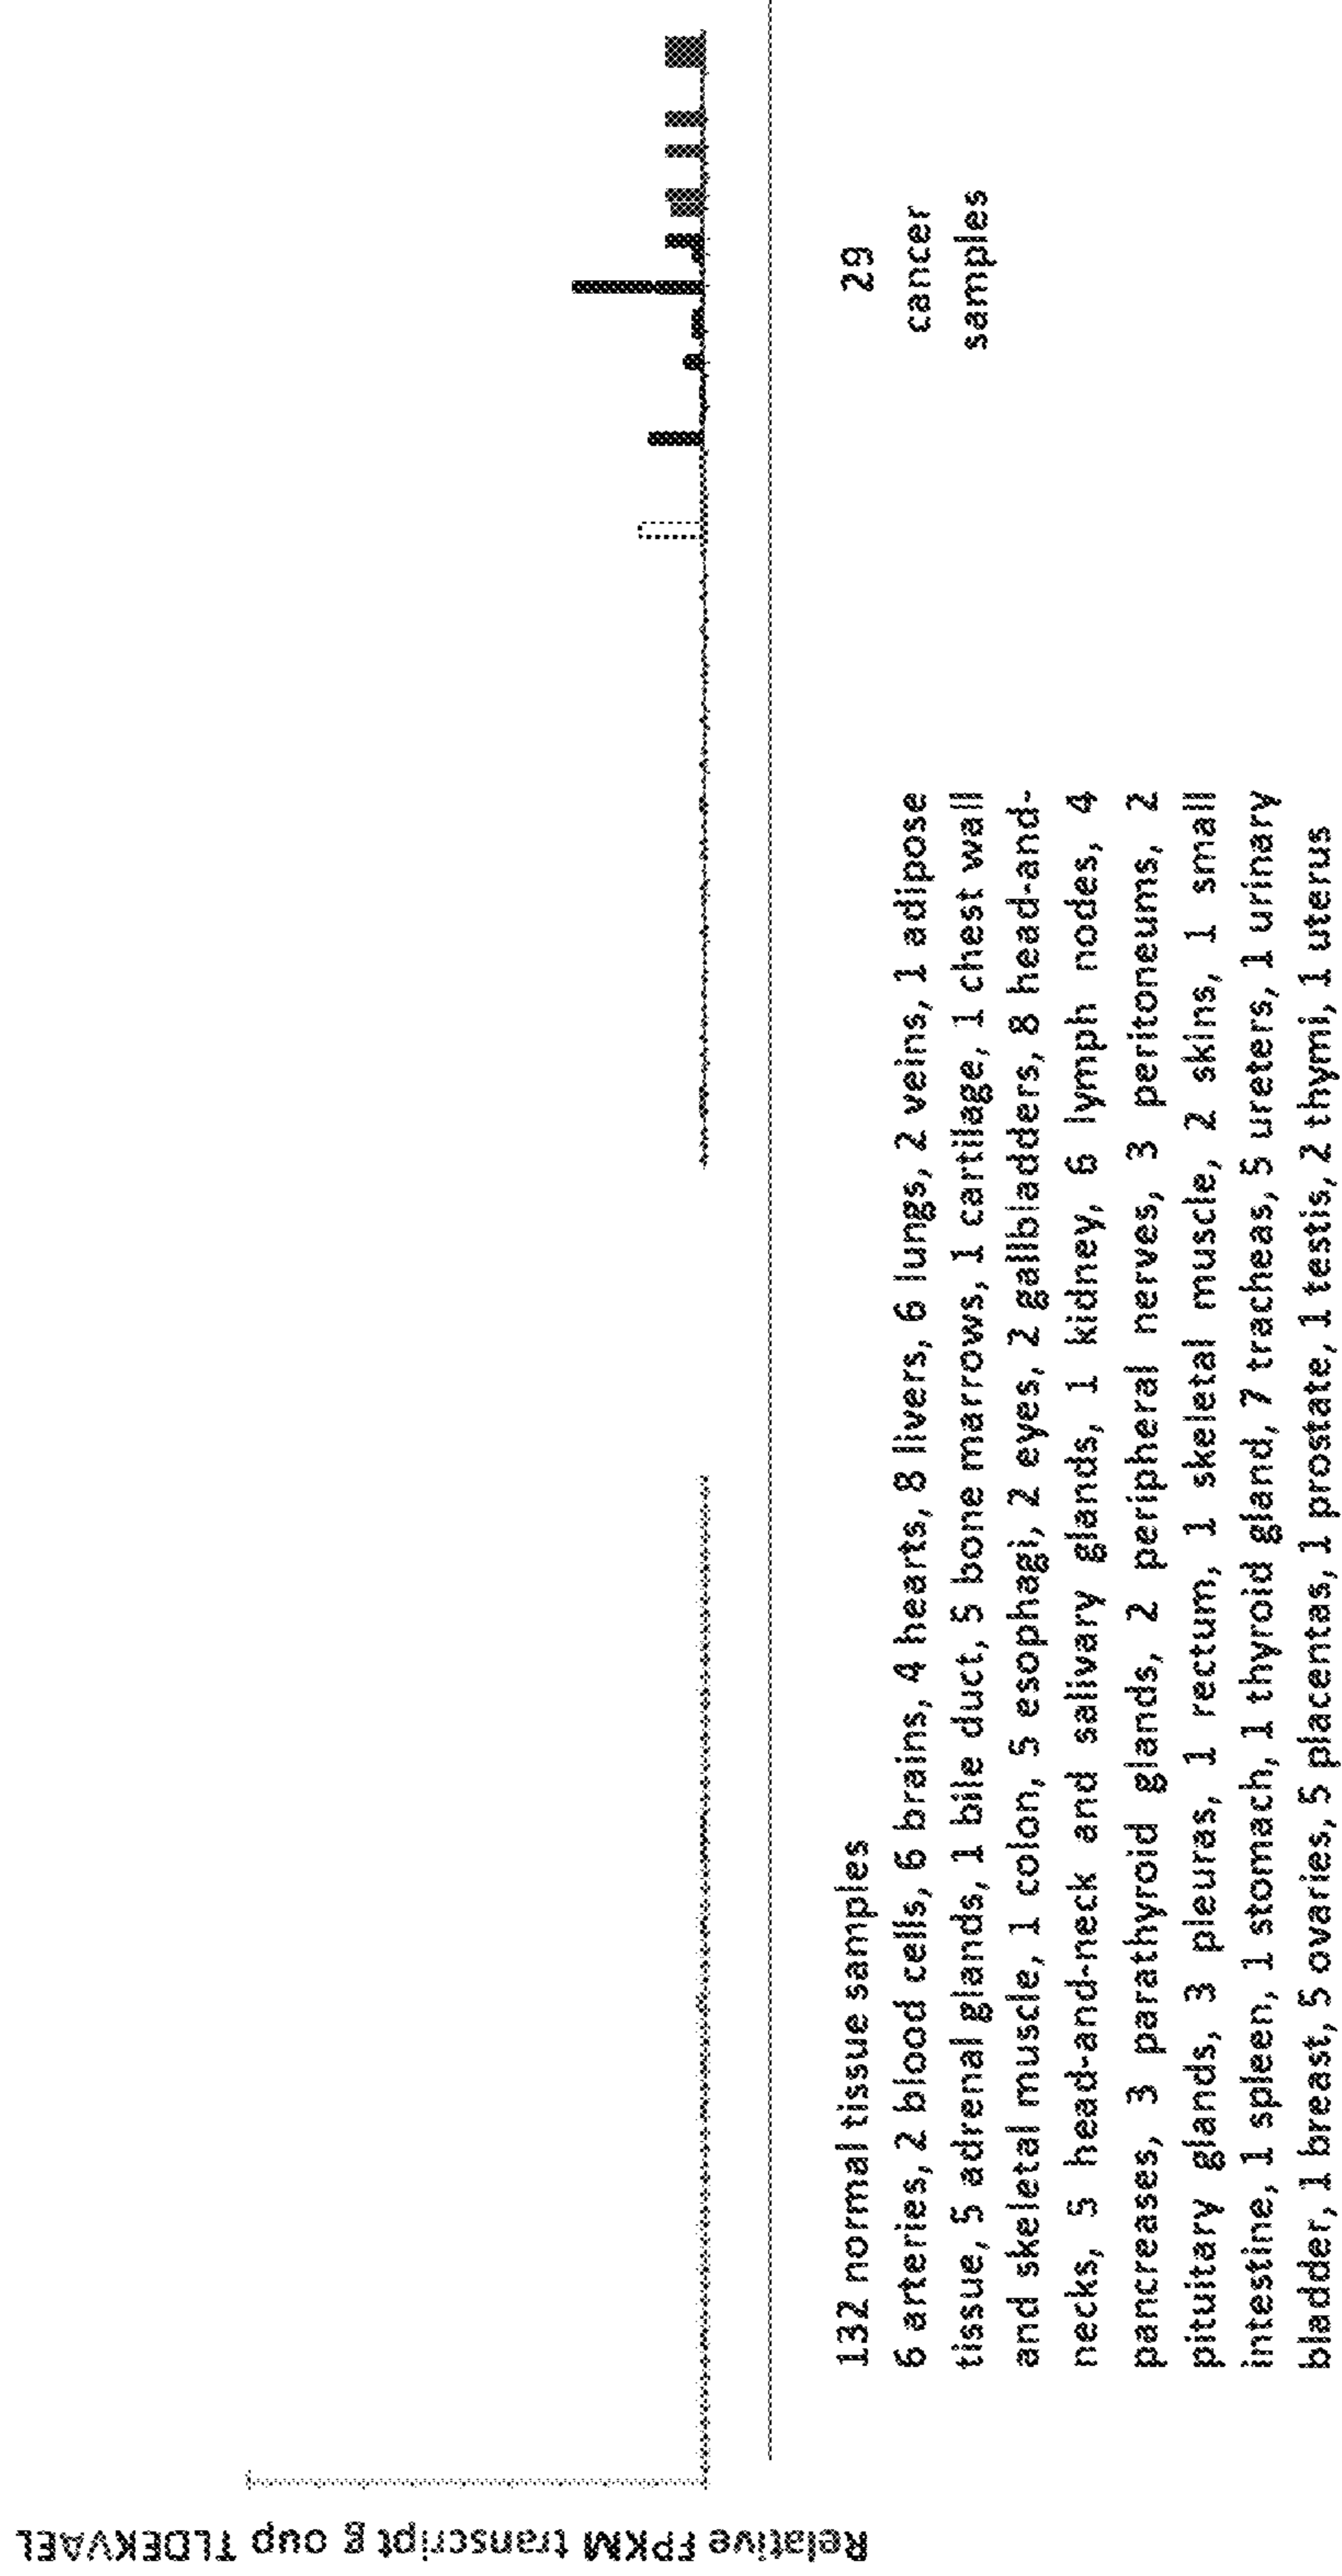 Relative FPKM transcript g oup TLDEKVAEL
132 normal tissue samples
6 arteries, 2 blood cells, 6 brains, 4 hearts, 8 livers, 6 lungs, 2 veins, 1 adipose
tissue, 5 adrenal glands, 1 bile duct, 5 bone marrows, 1 cartilage, 1 chest wall
and skeletal muscle, 1 colon, 5 esophagi, 2 eyes, 2 gallbladders, 8 head-and-
necks, 5 head-and-neck and salivary glands, 1 kidney, 6 lymph nodes, 4
pancreases, 3 parathyroid glands, 2 peripheral nerves, 3 peritoneums, 2
pituitary glands, 3 pleuras, 1 rectum, 1 skeletal muscle, 2 skins, 1 small
intestine, 1 spleen, 1 stomach, 1 thyroid gland, 7 tracheas, 5 ureters, 1 urinary
bladder, 1 breast, 5 ovaries, 5 placentas, 1 prostate, 1 testis, 2 thymi, 1 uterus
29
cancer
samples